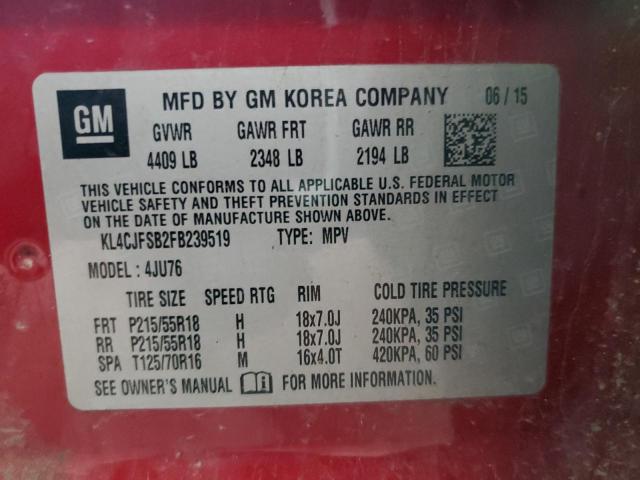 GM MFD BY GM KOREA COMPANY 06 / 15
GVWR GAWR FRT GAWR RR
4409 LB 2348 LB 2194 LB
THIS VEHICLE CONFORMS TO ALL APPLICABLE U.S. FEDERAL MOTOR
VEHICLE SAFETY AND THEFT PREVENTION STANDARDS IN EFFECT
ON THE DATE OF MANUFACTURE SHOWN ABOVE.
KL4CJFSB2FB239519 TYPE: MPV
MODEL: 4JU76
TIRE SIZE SPEED RTG RIM COLD TIRE PRESSURE
FRT P215/55R18 H 18x7.0J 240KPA, 35 PSI
RR P215/55R18 H 18x7.0J 240KPA, 35 PSI
SPA T125/70R16 M 16x4.0T 420KPA, 60 PSI
SEE OWNER'S MANUAL FOR MORE INFORMATION.